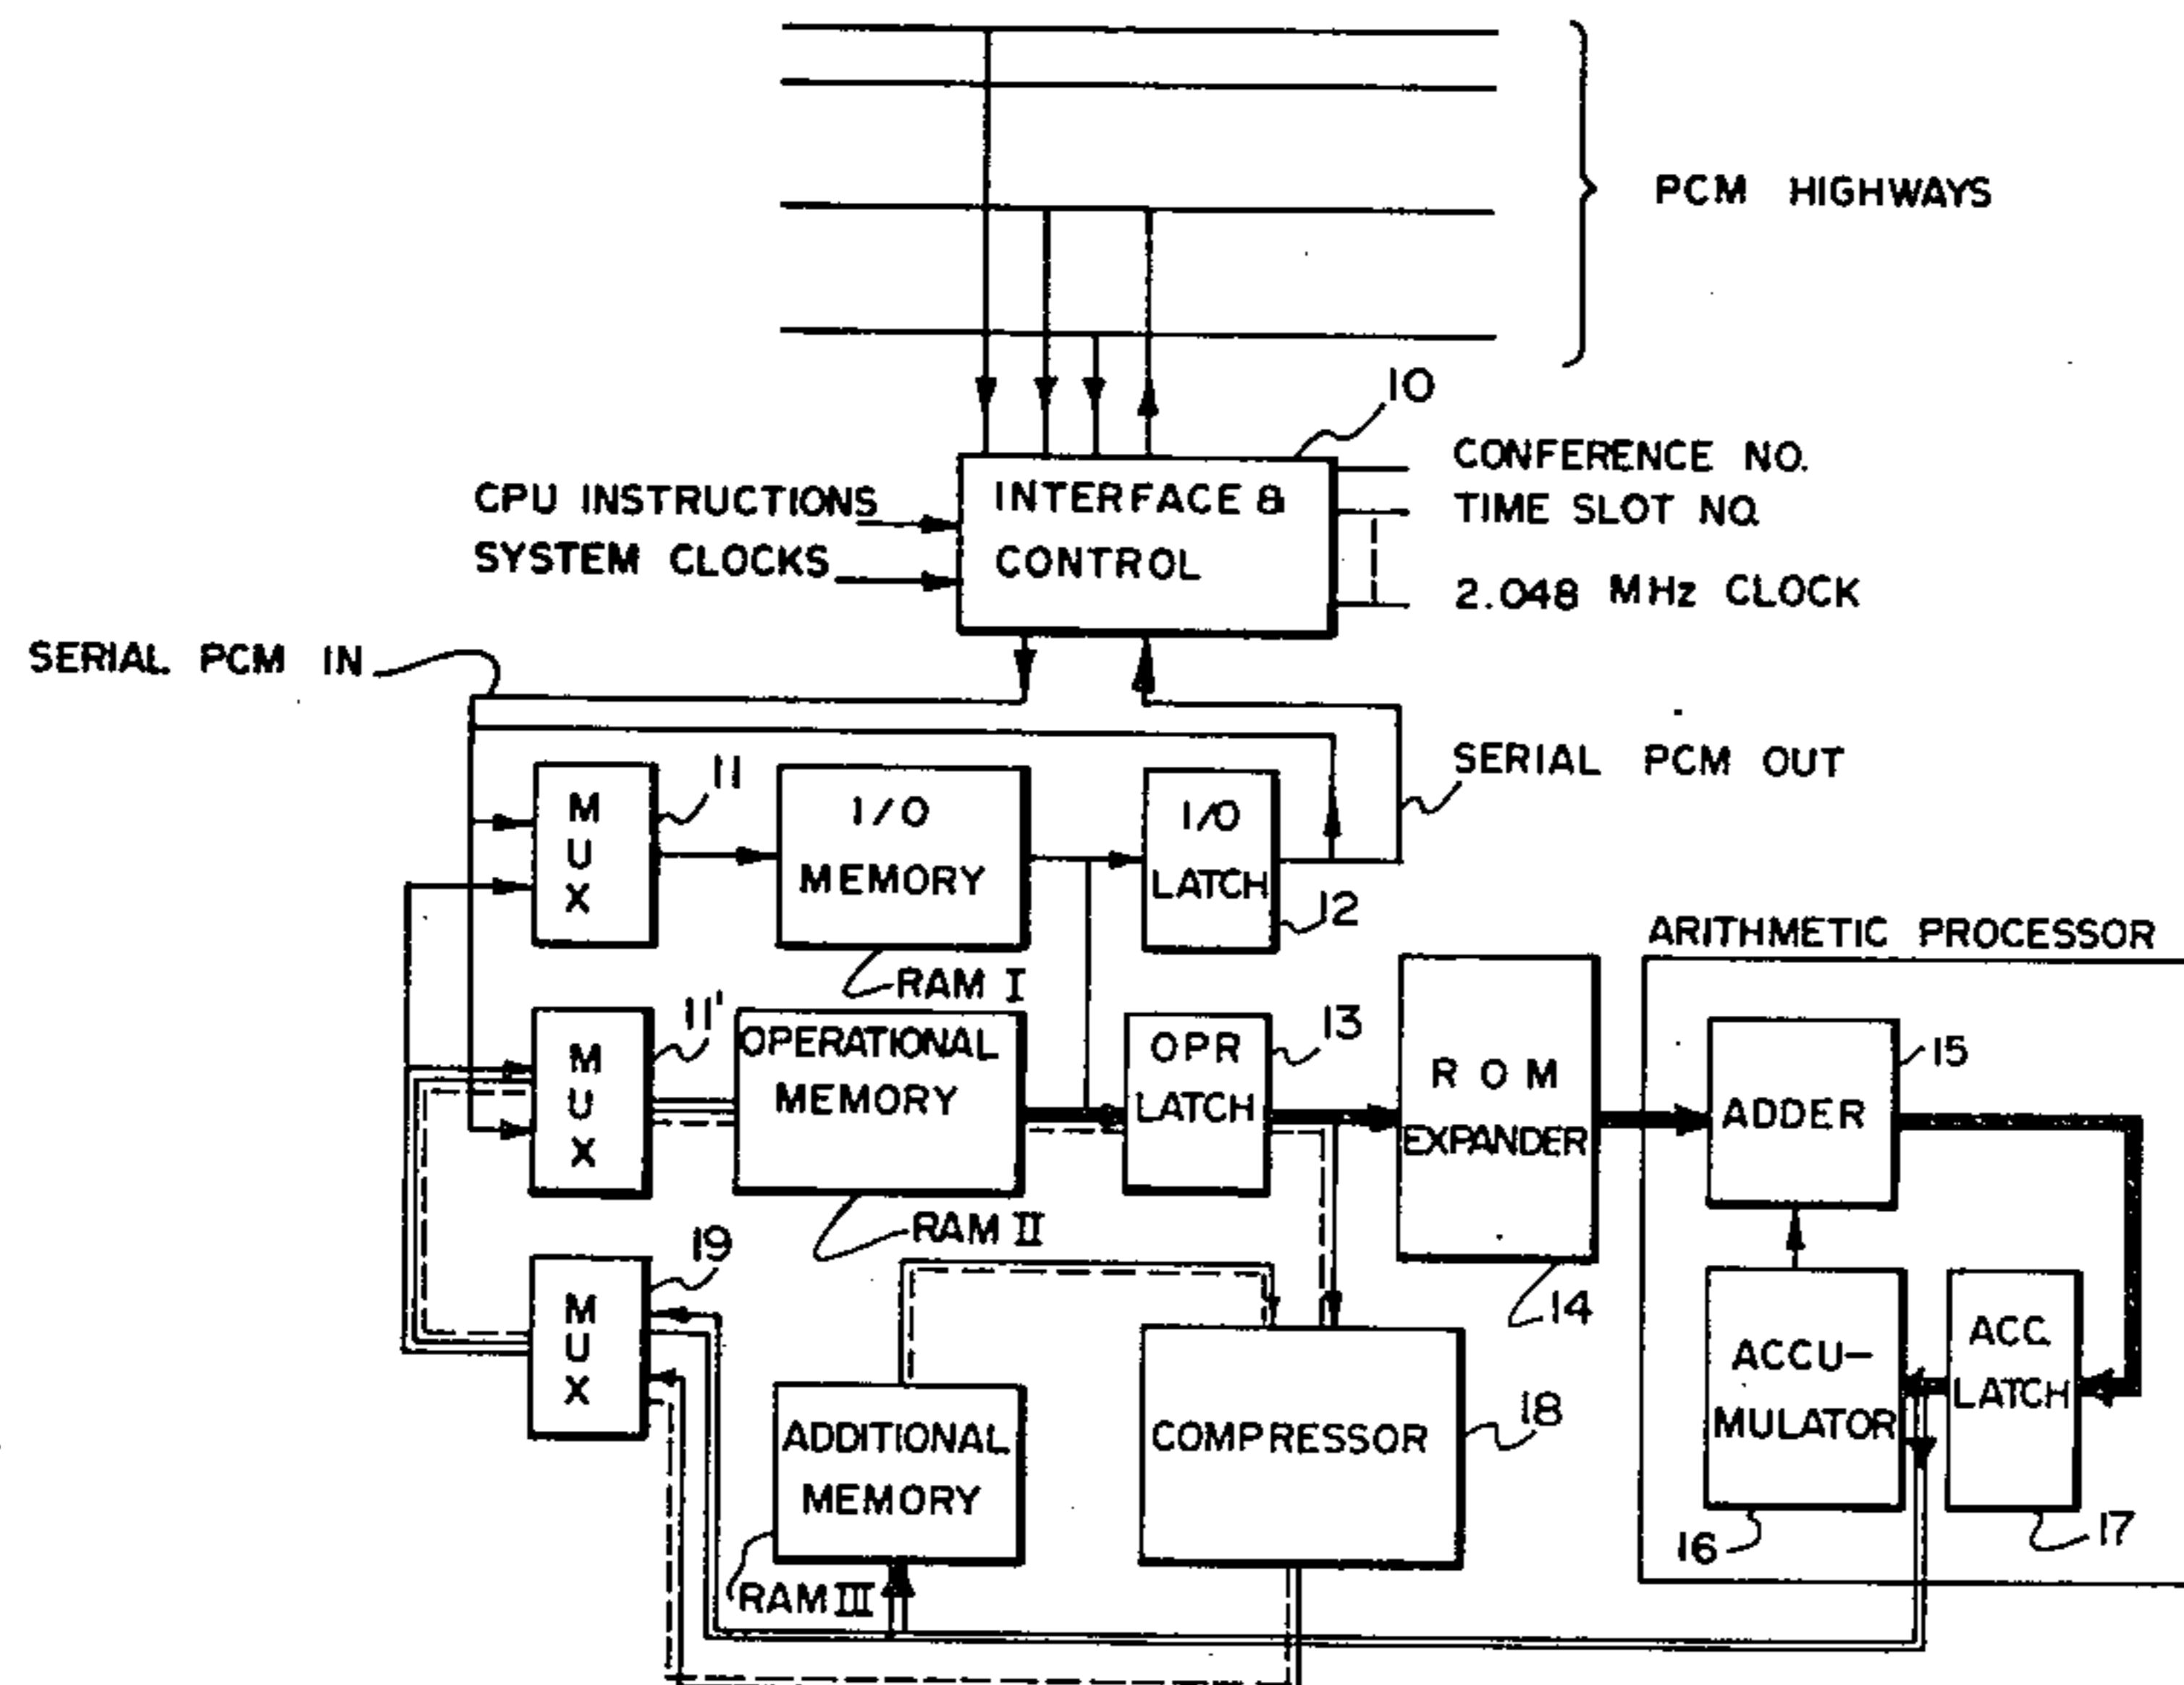 PCM HIGHWAYS
10
CONFERENCE NO.
CPU INSTRUCTIONS
INTERFACE &
TIME SLOT NO.
SYSTEM CLOCKS
CONTROL
2.048 MHz CLOCK
SERIAL PCM IN
SERIAL PCM OUT
M
U
X
11
I/O
MEMORY
RAM I
I/O
LATCH
12
ARITHMETIC PROCESSOR
M
U
X
11'
OPERATIONAL
MEMORY
RAM II
OPR
LATCH
13
ROM
EXPANDER
14
ADDER
15
M
U
X
19
ADDITIONAL
MEMORY
RAM III
COMPRESSOR
18
ACCU-
MULATOR
16
ACC.
LATCH
17